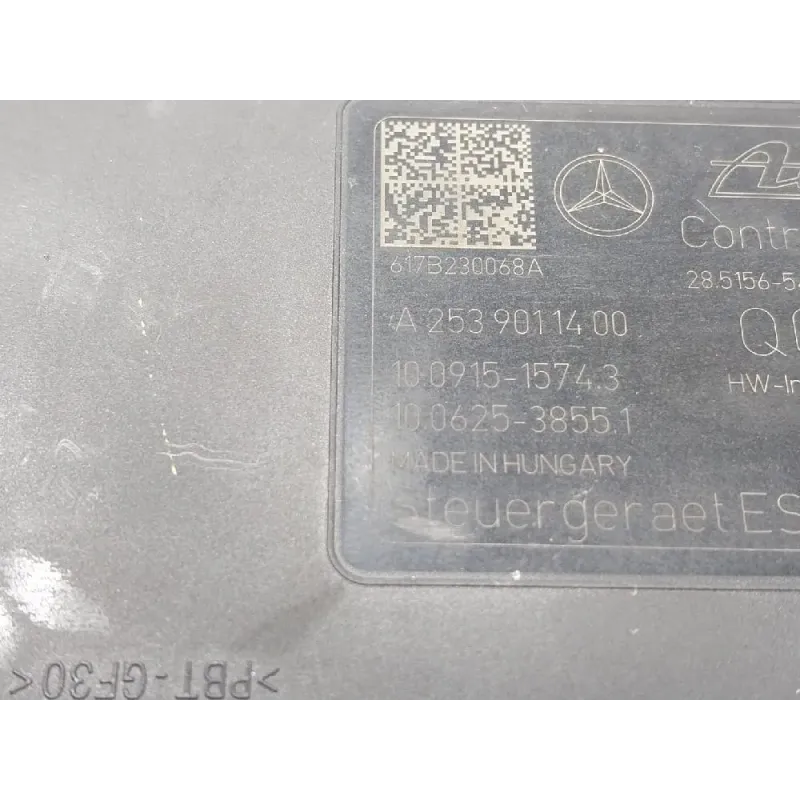 617B230068A
A 253 901 14 00
10.0915-1574.3
10.0625-3855.1
MADE IN HUNGARY
Steuergeraet ES
Contr
28.5156-54
HW-In
>PBT-GF30<